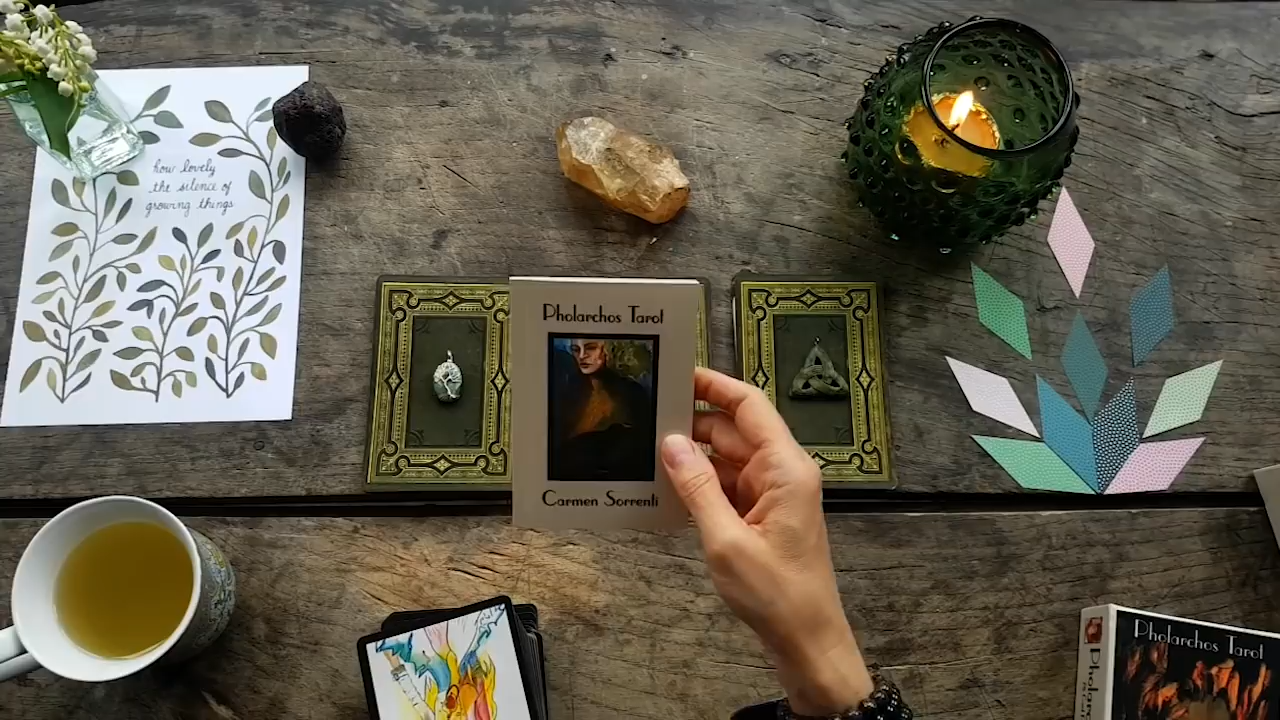 how lovely
the silence of
growing things
Pholarchos Tarot
Carmen Sorrenti
Pholarchos Tarot